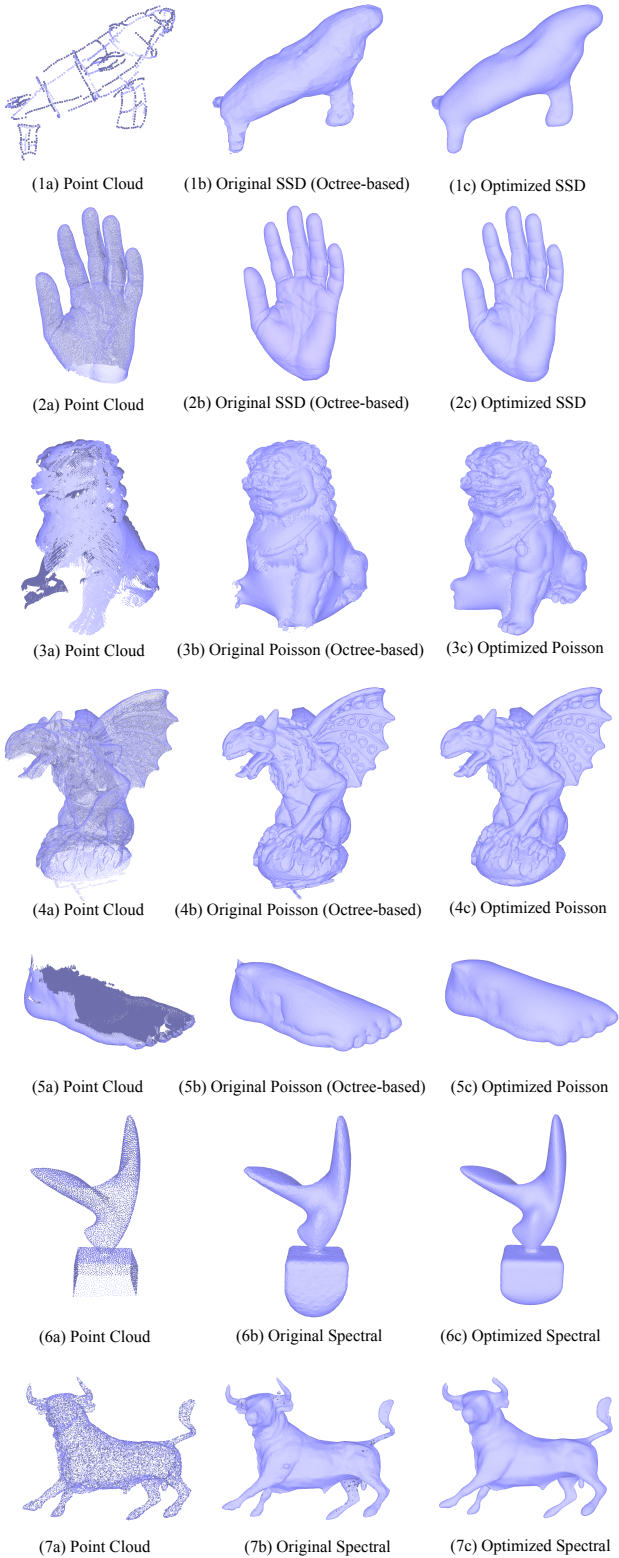 (1a) Point Cloud (1b) Original SSD (Octree-based) (1c) Optimized SSD
(2a) Point Cloud (2b) Original SSD (Octree-based) (2c) Optimized SSD
(3a) Point Cloud (3b) Original Poisson (Octree-based) (3c) Optimized Poisson
(4a) Point Cloud (4b) Original Poisson (Octree-based) (4c) Optimized Poisson
(5a) Point Cloud (5b) Original Poisson (Octree-based) (5c) Optimized Poisson
(6a) Point Cloud (6b) Original Spectral (6c) Optimized Spectral
(7a) Point Cloud (7b) Original Spectral (7c) Optimized Spectral